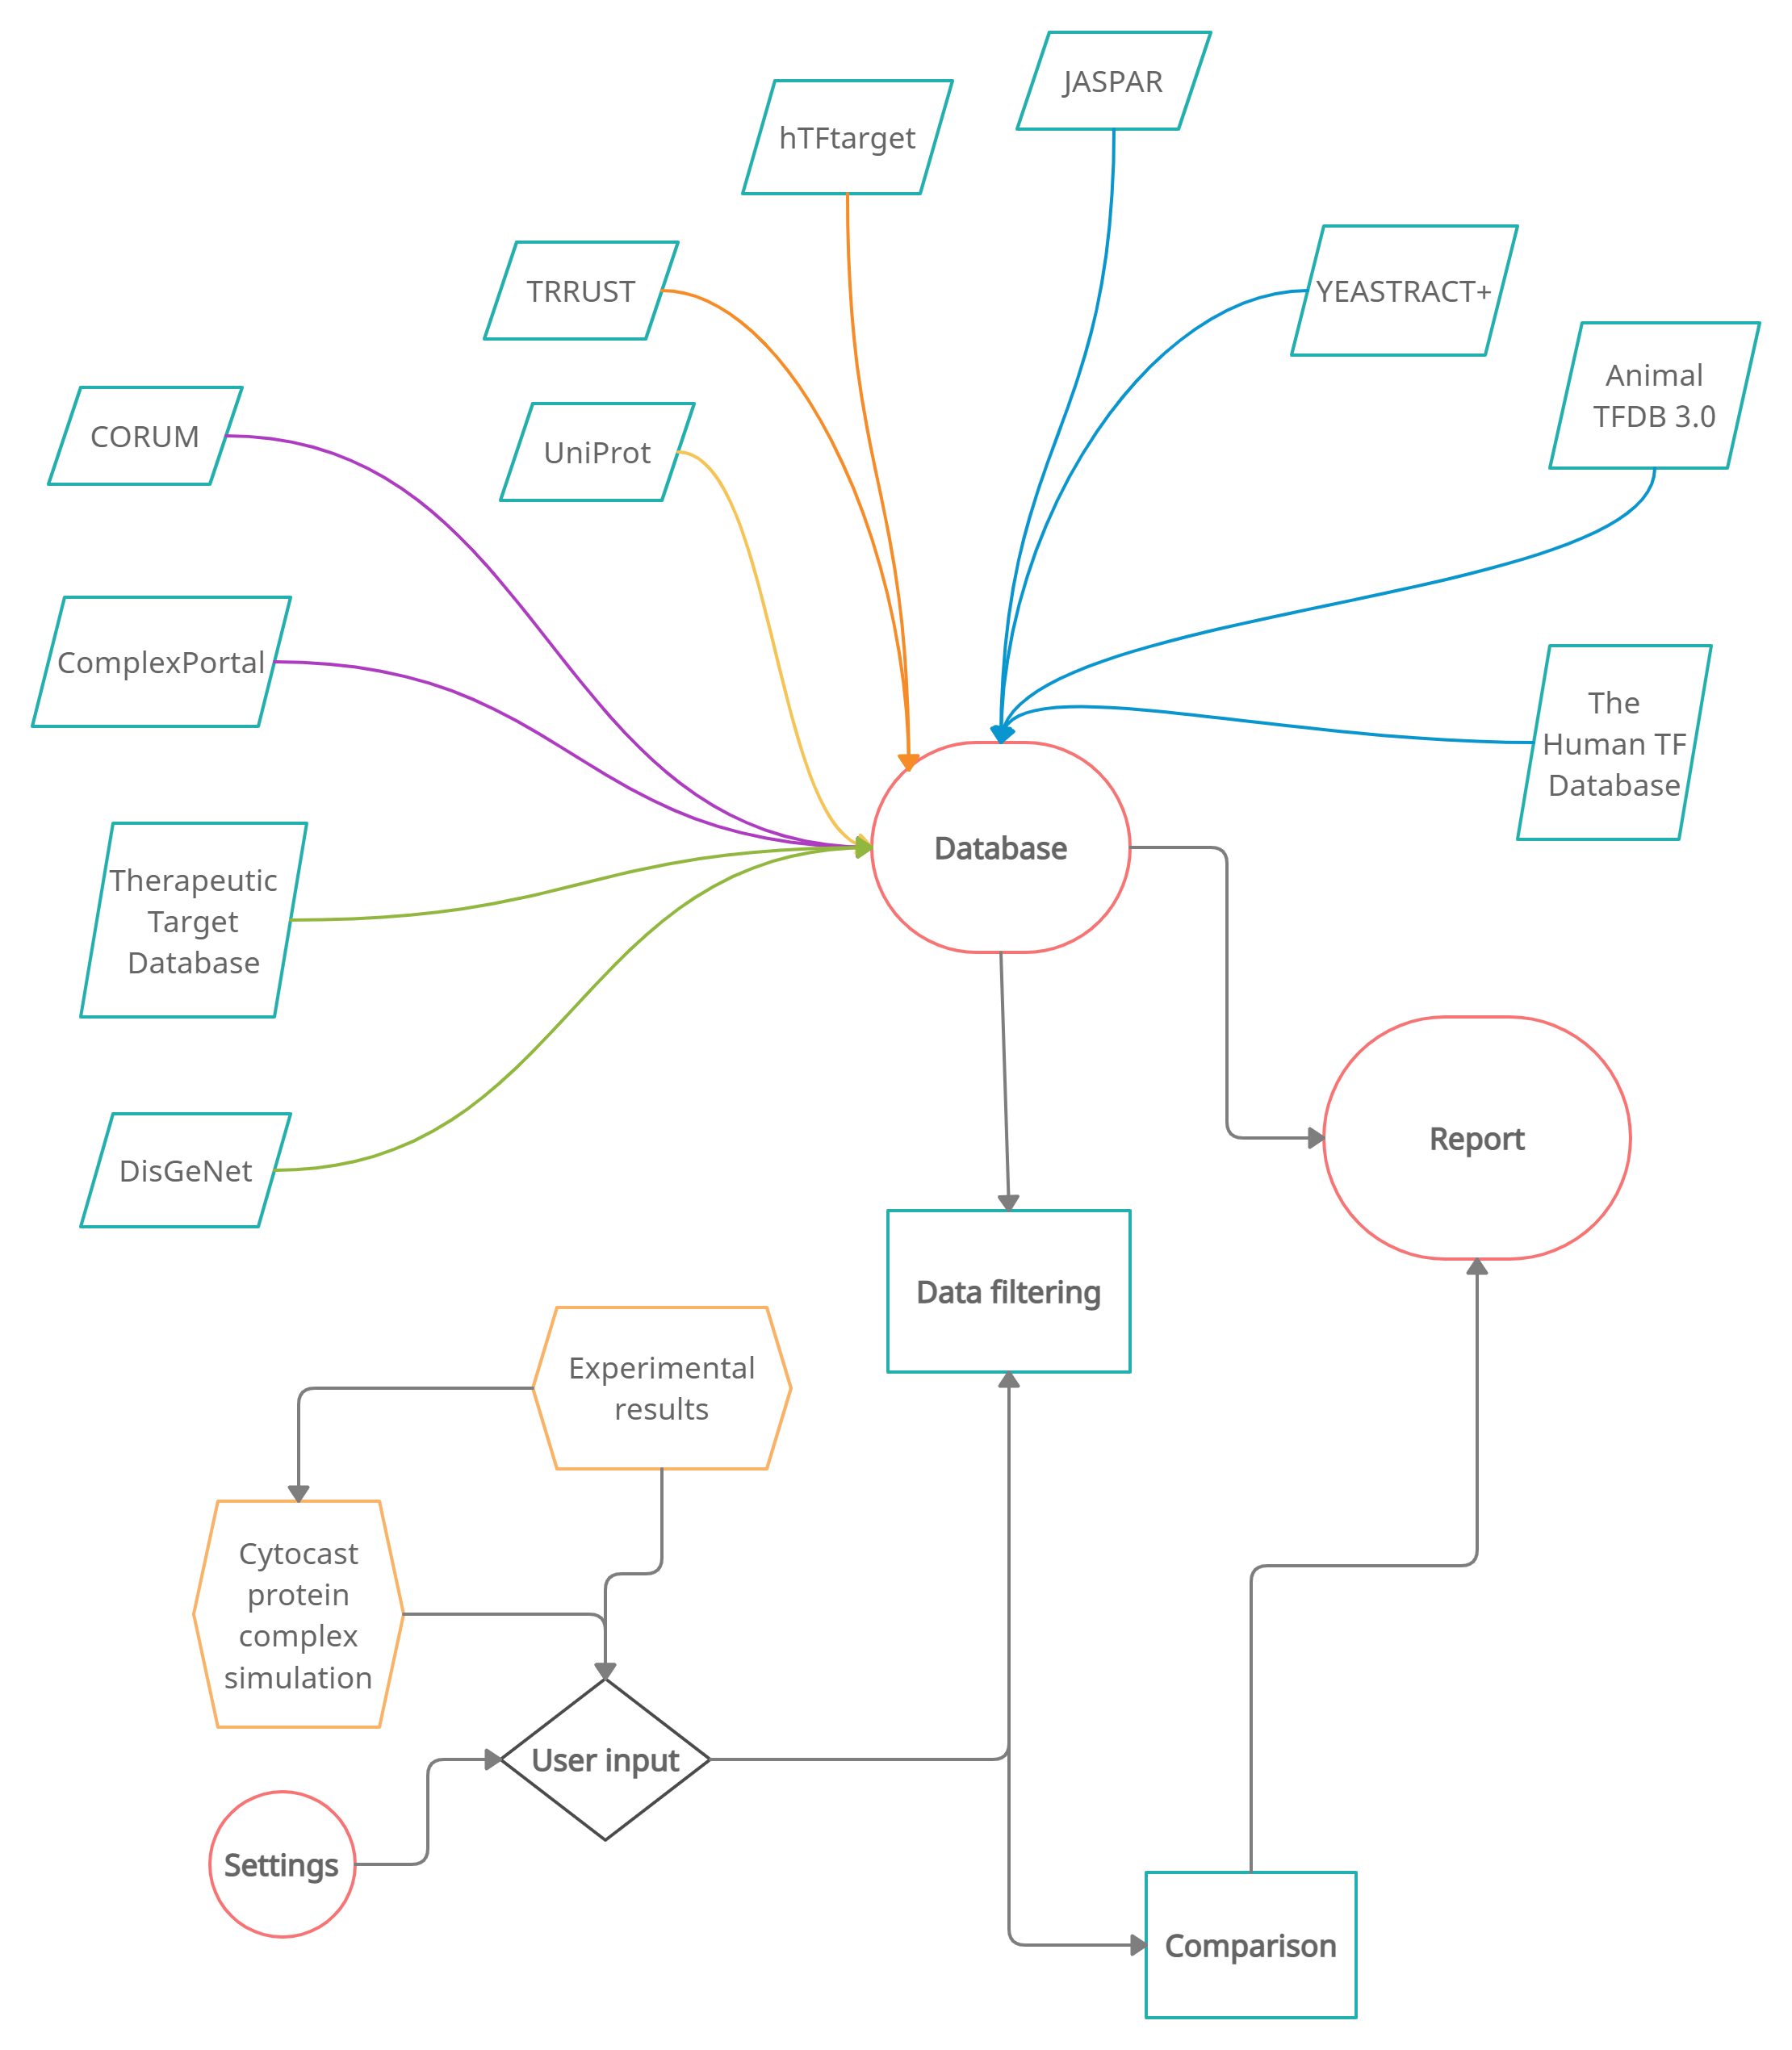 JASPAR
hTFtarget
TRRUST
YEASTRACT+
Animal
TFDB 3.0
CORUM
UniProt
ComplexPortal
The
Human TF
Database
Database
Therapeutic
Target
Database
Report
DisGeNet
Data filtering
Experimental
results
Cytocast
protein
complex
simulation
User input
Settings
Comparison